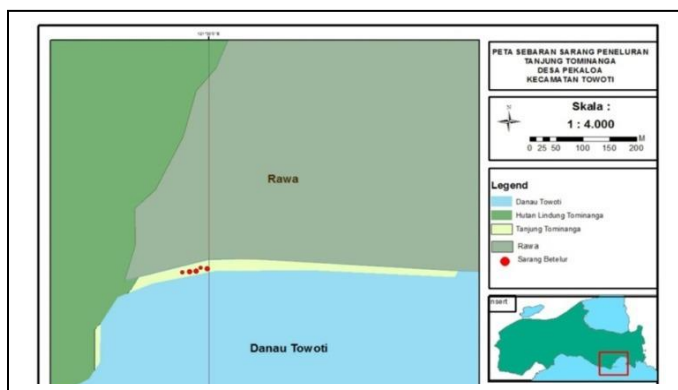 PETA SEBARAN SARANG PENELURAN
TANJUNG TOMINANGA
DESA PEKALOA
KECAMATAN TOWOTI
Skala :
1 : 4.000
M
0 25 50 100 150 200
Legend
Danau Towoti
Hutan Lindung Tominanga
Tanjung Tominanga
Rawa
Sarang Betelur
nsert
Rawa
Danau Towoti